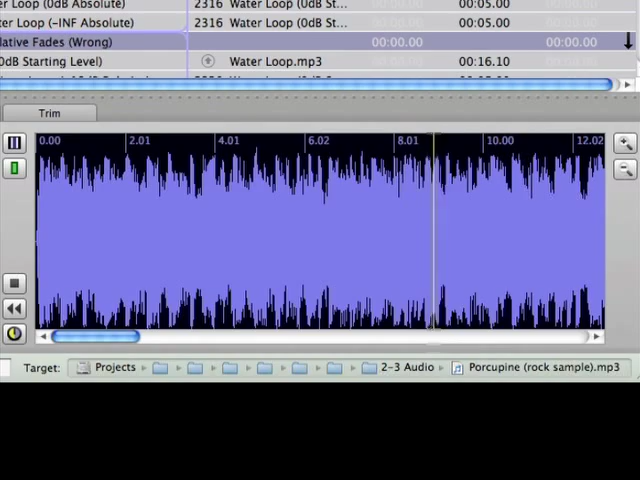 er Loop (0dB Absolute) 2316 Water Loop (0dB St... 00:05.00
er Loop (–INF Absolute) 2316 Water Loop (0dB St... 00:05.00
lative Fades (Wrong) 00:00.00 00:00.00
0dB Starting Level) Water Loop.mp3 00:16.10
Trim
0.00 2.01 4.01 6.02 8.01 10.00 12.02
Target: Projects 2–3 Audio Porcupine (rock sample).mp3